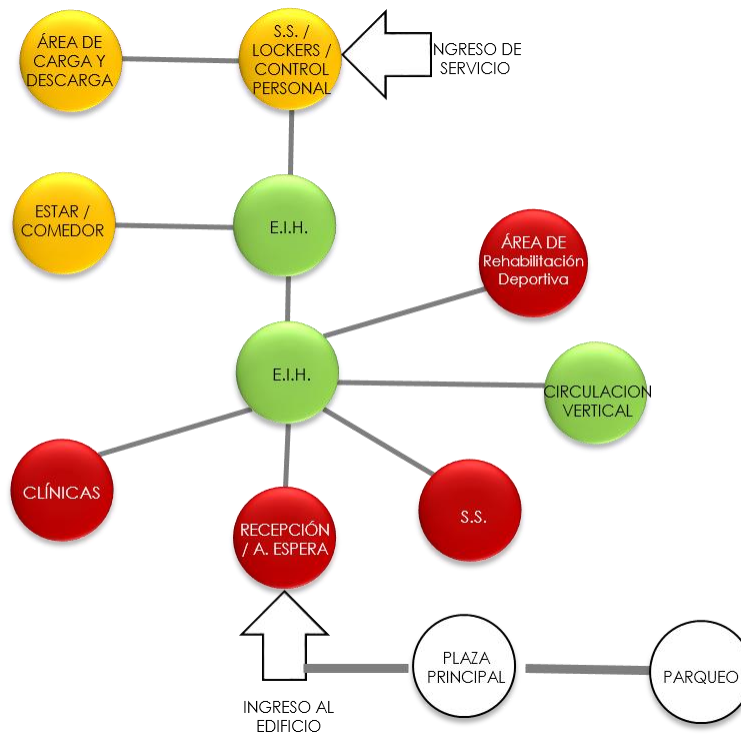 ÁREA DE
CARGA Y
DESCARGA
S.S. /
LOCKERS /
CONTROL
PERSONAL
NGRESO DE
SERVICIO
ESTAR /
COMEDOR
E.I.H.
ÁREA DE
Rehabilitación
Deportiva
E.I.H.
CIRCULACION
VERTICAL
CLÍNICAS
RECEPCIÓN
/ A. ESPERA
S.S.
PLAZA
PRINCIPAL
PARQUEO
INGRESO AL
EDIFICIO